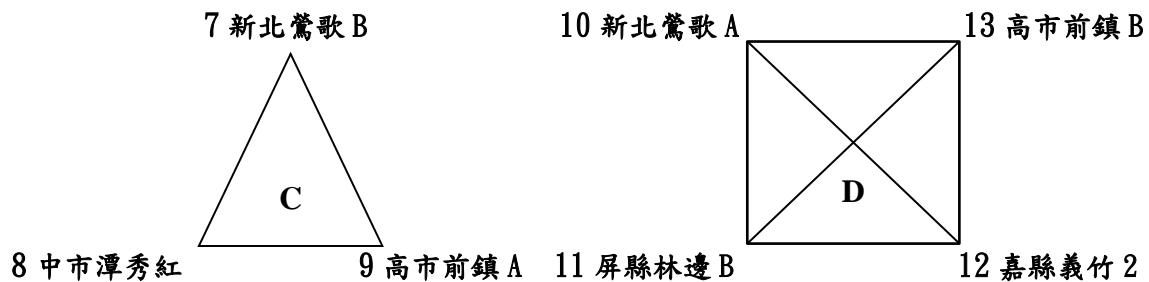 7 新北鶯歌 B
10 新北鶯歌 A
13 高市前鎮 B
C
D
8 中市潭秀紅
9 高市前鎮 A
11 屏縣林邊 B
12 嘉縣義竹 2